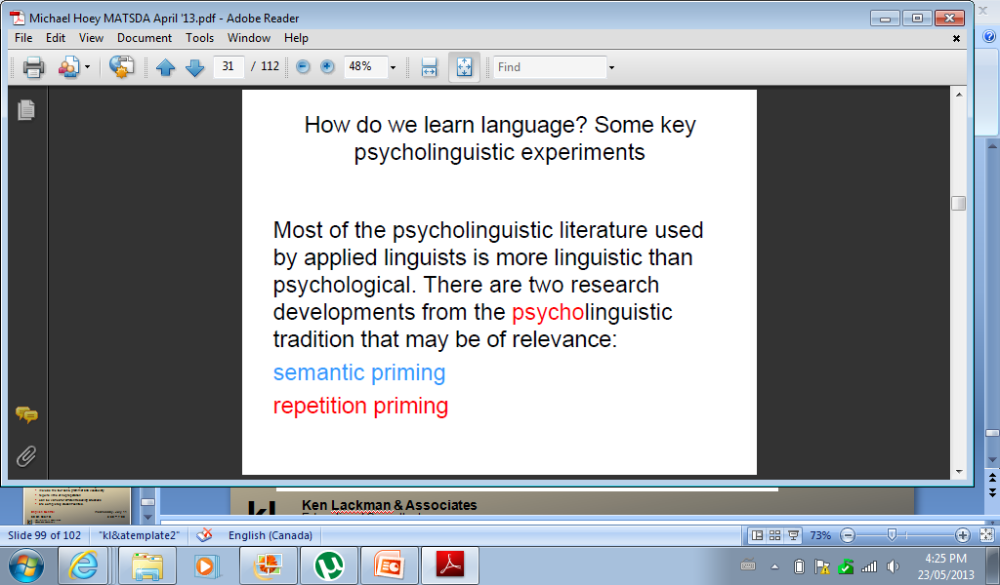 Michael Hoey MATSDA April '13.pdf - Adobe Reader
File Edit View Document Tools Window Help
31 / 112 48% Find
How do we learn language? Some key
psycholinguistic experiments
Most of the psycholinguistic literature used
by applied linguists is more linguistic than
psychological. There are two research
developments from the psycholinguistic
tradition that may be of relevance:
semantic priming
repetition priming
kl Ken Lackman & Associates
Slide 99 of 102 "kl&atemplate2" English (Canada) 73%
4:25 PM
23/05/2013